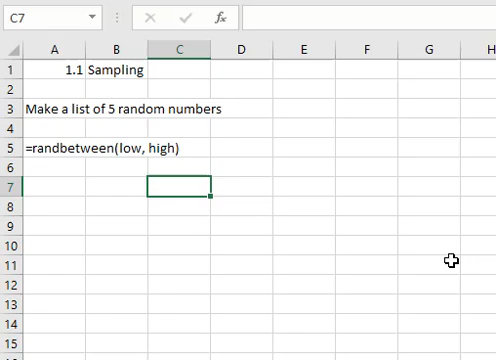 C7 fx
A B C D E F G H
1 1.1 Sampling
2
3 Make a list of 5 random numbers
4
5 =randbetween(low, high)
6
7
8
9
10
11
12
13
14
15